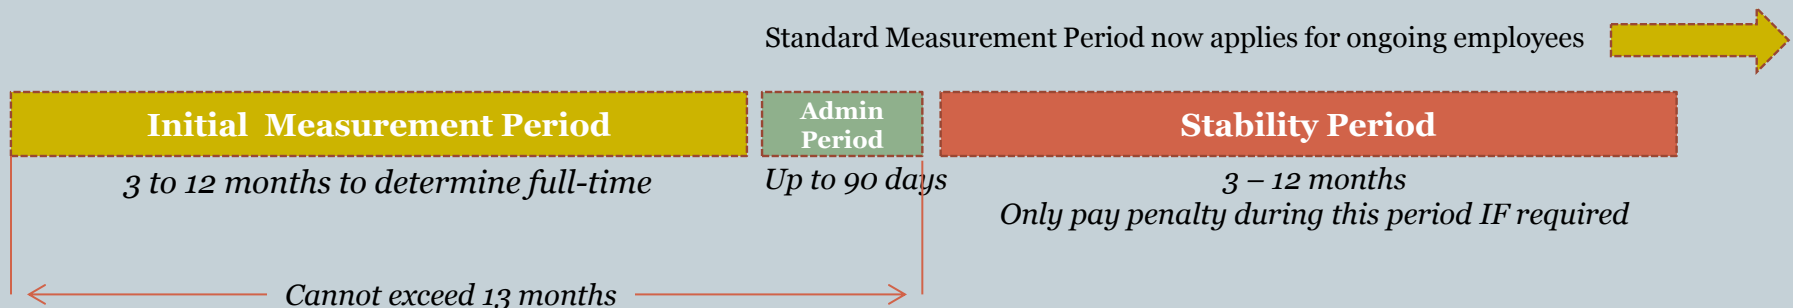 Standard Measurement Period now applies for ongoing employees
Initial Measurement Period
Admin
Period
Stability Period
3 to 12 months to determine full-time
Up to 90 days
3 – 12 months
Only pay penalty during this period IF required
Cannot exceed 13 months